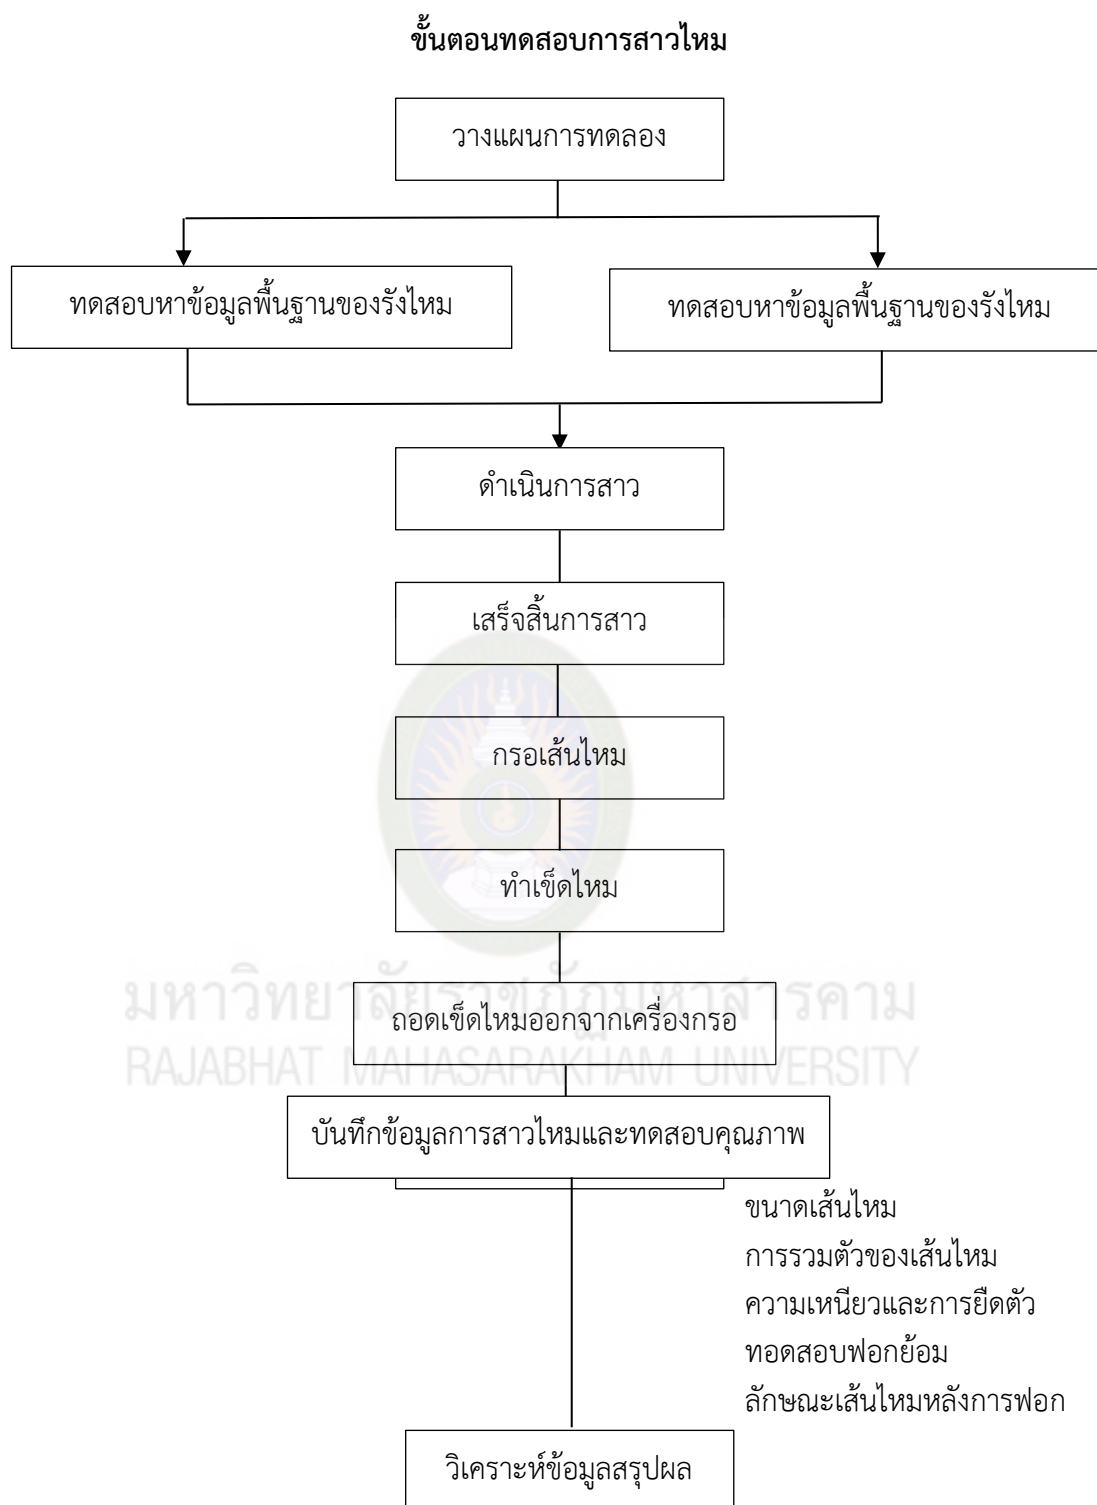 ขั้นตอนทดสอบการสาวไหม
วางแผนการทดลอง
ทดสอบหาข้อมูลพื้นฐานของรังไหม
ทดสอบหาข้อมูลพื้นฐานของรังไหม
ดำเนินการสาว
เสร็จสิ้นการสาว
กรอเส้นไหม
ทำเข็ดไหม
มหาวิทยาลัยราชภัฏมหาสารคาม
ถอดเข็ดไหมออกจากเครื่องกรอ
RAJABHAT MAHASARAKHAM UNIVERSITY
บันทึกข้อมูลการสาวไหมและทดสอบคุณภาพ
ขนาดเส้นไหม
การรวมตัวของเส้นไหม
ความเหนียวและการยืดตัว
ทอดสอบฟอกย้อม
ลักษณะเส้นไหมหลังการฟอก
วิเคราะห์ข้อมูลสรุปผล